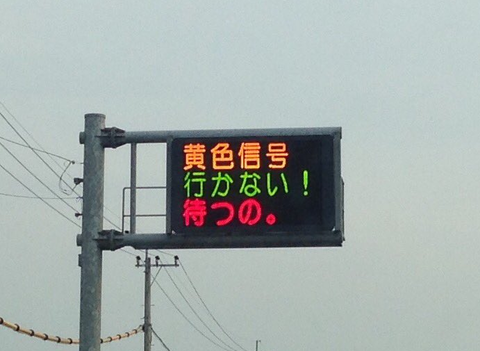 黄色信号
行かない！
待つの。